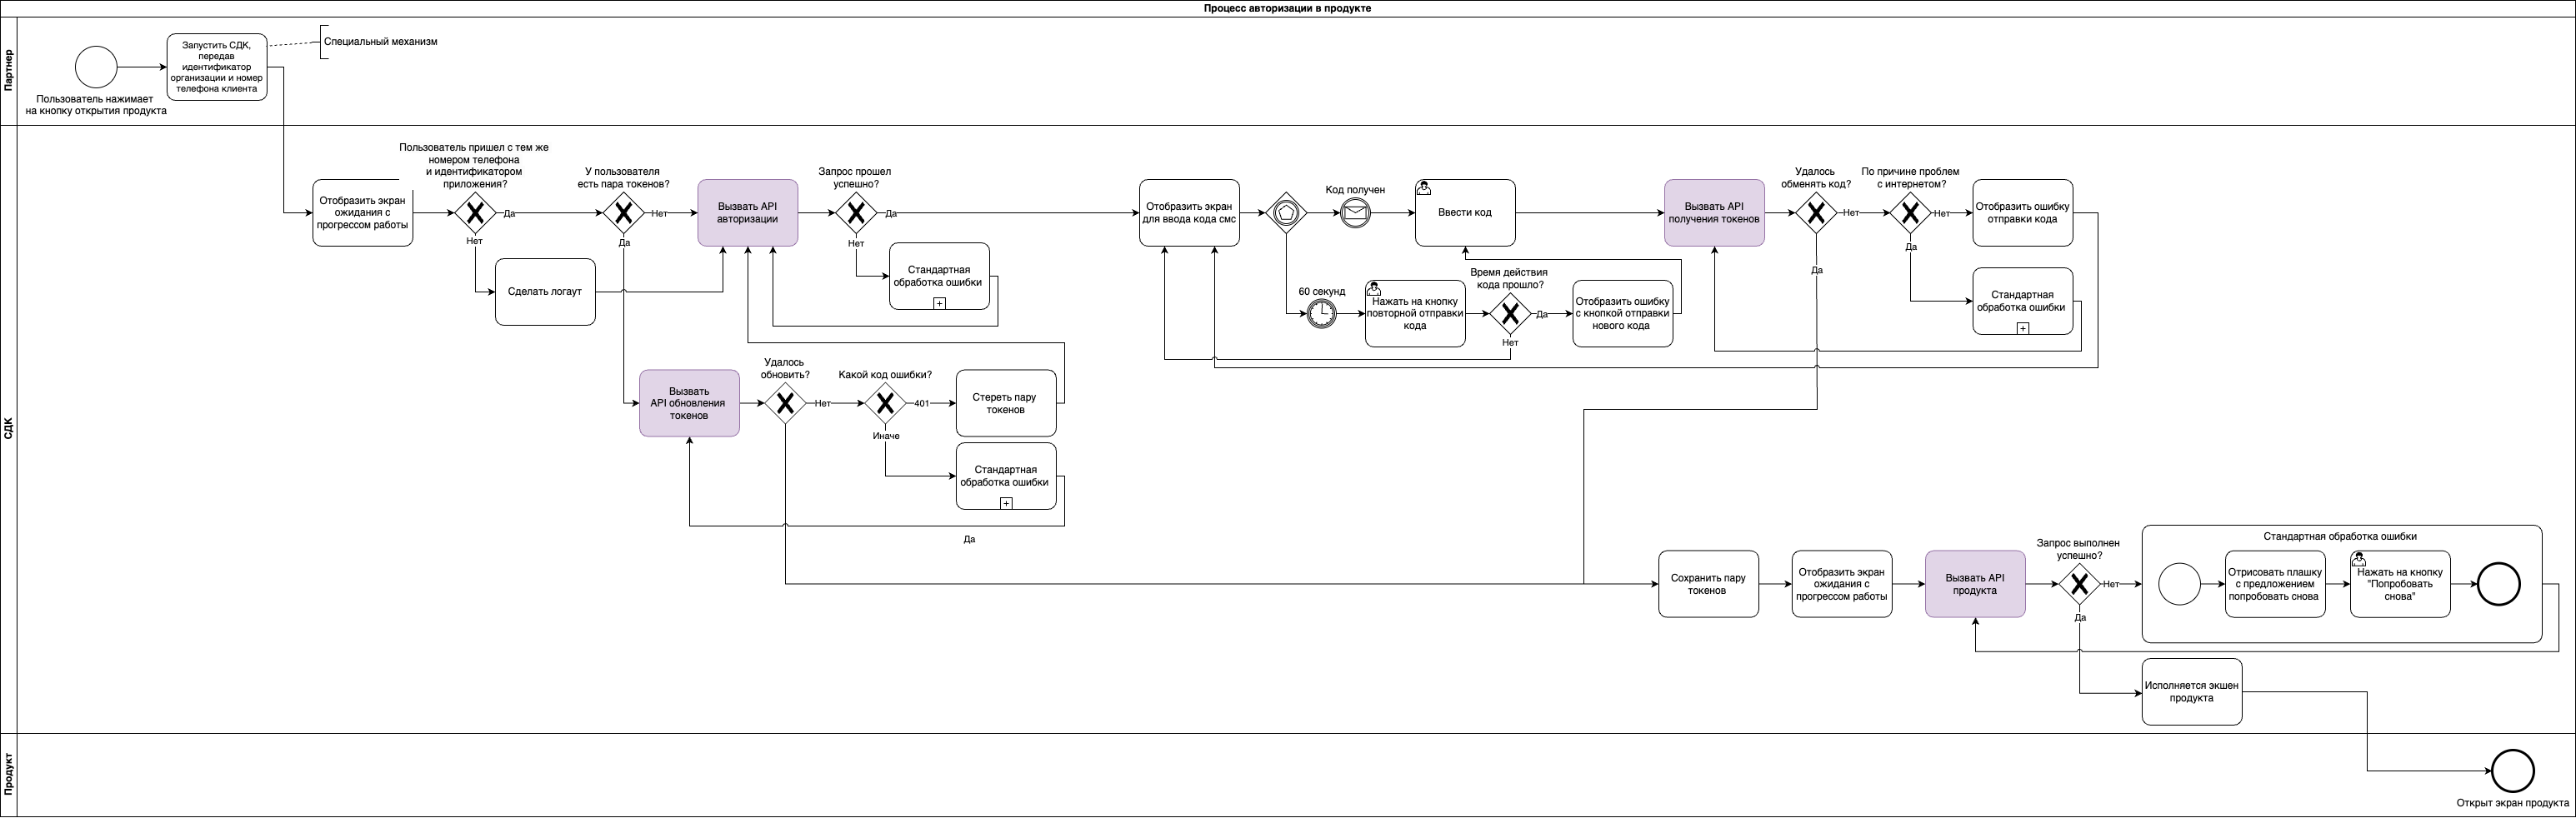 Процесс авторизации в продукте
Партнер
Запустить СДК,
передав
идентификатор
организации и номер
телефона клиента
Специальный механизм
Пользователь нажимает
на кнопку открытия продукта
СДК
Отобразить экран
ожидания с
прогрессом работы
Пользователь пришел с тем же
номером телефона
и идентификатором
приложения?
Да
Нет
Сделать логаут
У пользователя
есть пара токенов?
Нет
Да
Вызвать API
авторизации
Запрос прошел
успешно?
Да
Нет
Стандартная
обработка ошибки
Вызвать
API обновления
токенов
Удалось
обновить?
Нет
Какой код ошибки?
401
Иначе
Стереть пару
токенов
Стандартная
обработка ошибки
Да
Отобразить экран
для ввода кода смс
Код получен
Ввести код
60 секунд
Нажать на кнопку
повторной отправки
кода
Время действия
кода прошло?
Да
Нет
Отобразить ошибку
с кнопкой отправки
нового кода
Вызвать API
получения токенов
Удалось
обменять код?
Нет
Да
По причине проблем
с интернетом?
Нет
Да
Отобразить ошибку
отправки кода
Стандартная
обработка ошибки
Сохранить пару
токенов
Отобразить экран
ожидания с
прогрессом работы
Вызвать API
продукта
Запрос выполнен
успешно?
Нет
Да
Стандартная обработка ошибки
Отрисовать плашку
с предложением
попробовать снова
Нажать на кнопку
"Попробовать
снова"
Исполняется экшен
продукта
Продукт
Открыт экран продукта